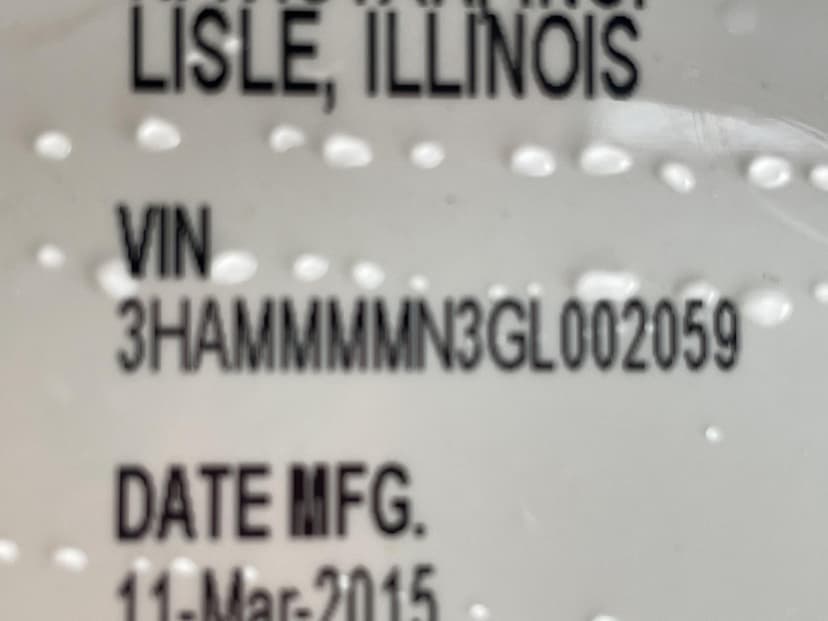 LISLE, ILLINOIS
VIN
3HAMMMMN3GL002059
DATE MFG.
11-Mar-2015